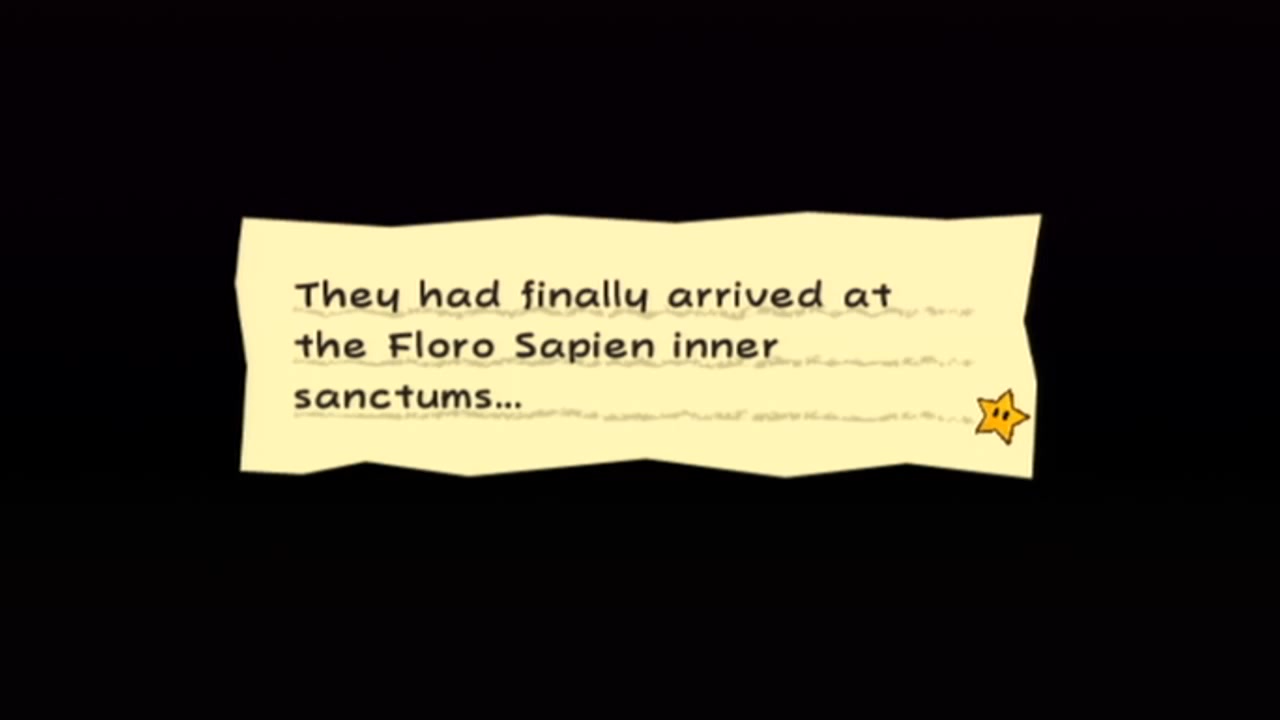 They had finally arrived at
the Floro Sapien inner
sanctums...